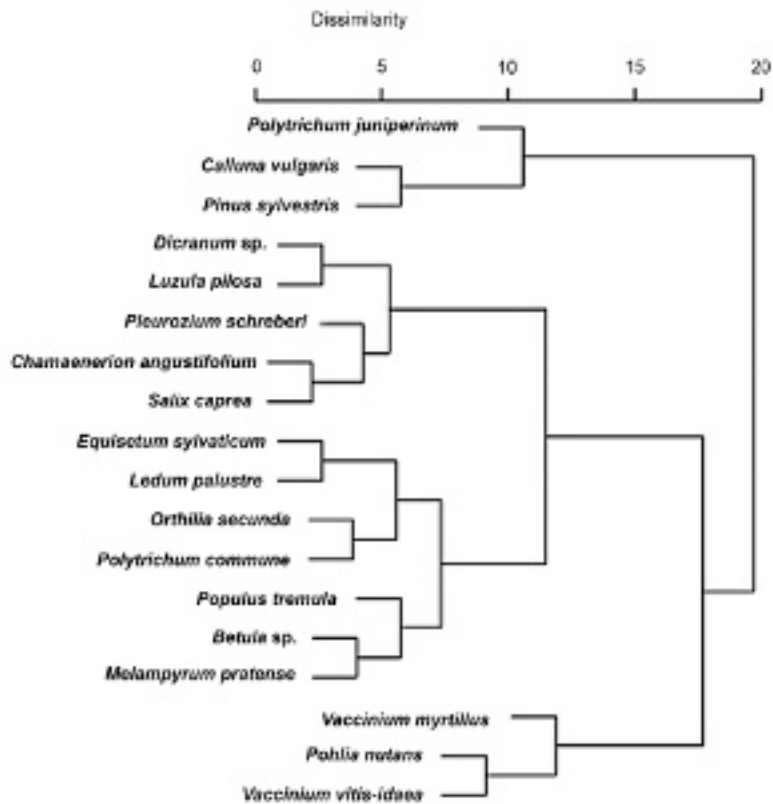 Dissimilarity
0 5 10 15 20
Polytrichum juniperinum
Calluna vulgaris
Pinus sylvestris
Dicranum sp.
Luzula pilosa
Pleurozium schreberi
Chamaenerion angustifolium
Salix caprea
Equisetum sylvaticum
Ledum palustre
Orthilia secunda
Polytrichum commune
Populus tremula
Betula sp.
Melampyrum pratense
Vaccinium myrtillus
Pohlia nutans
Vaccinium vitis-idaea